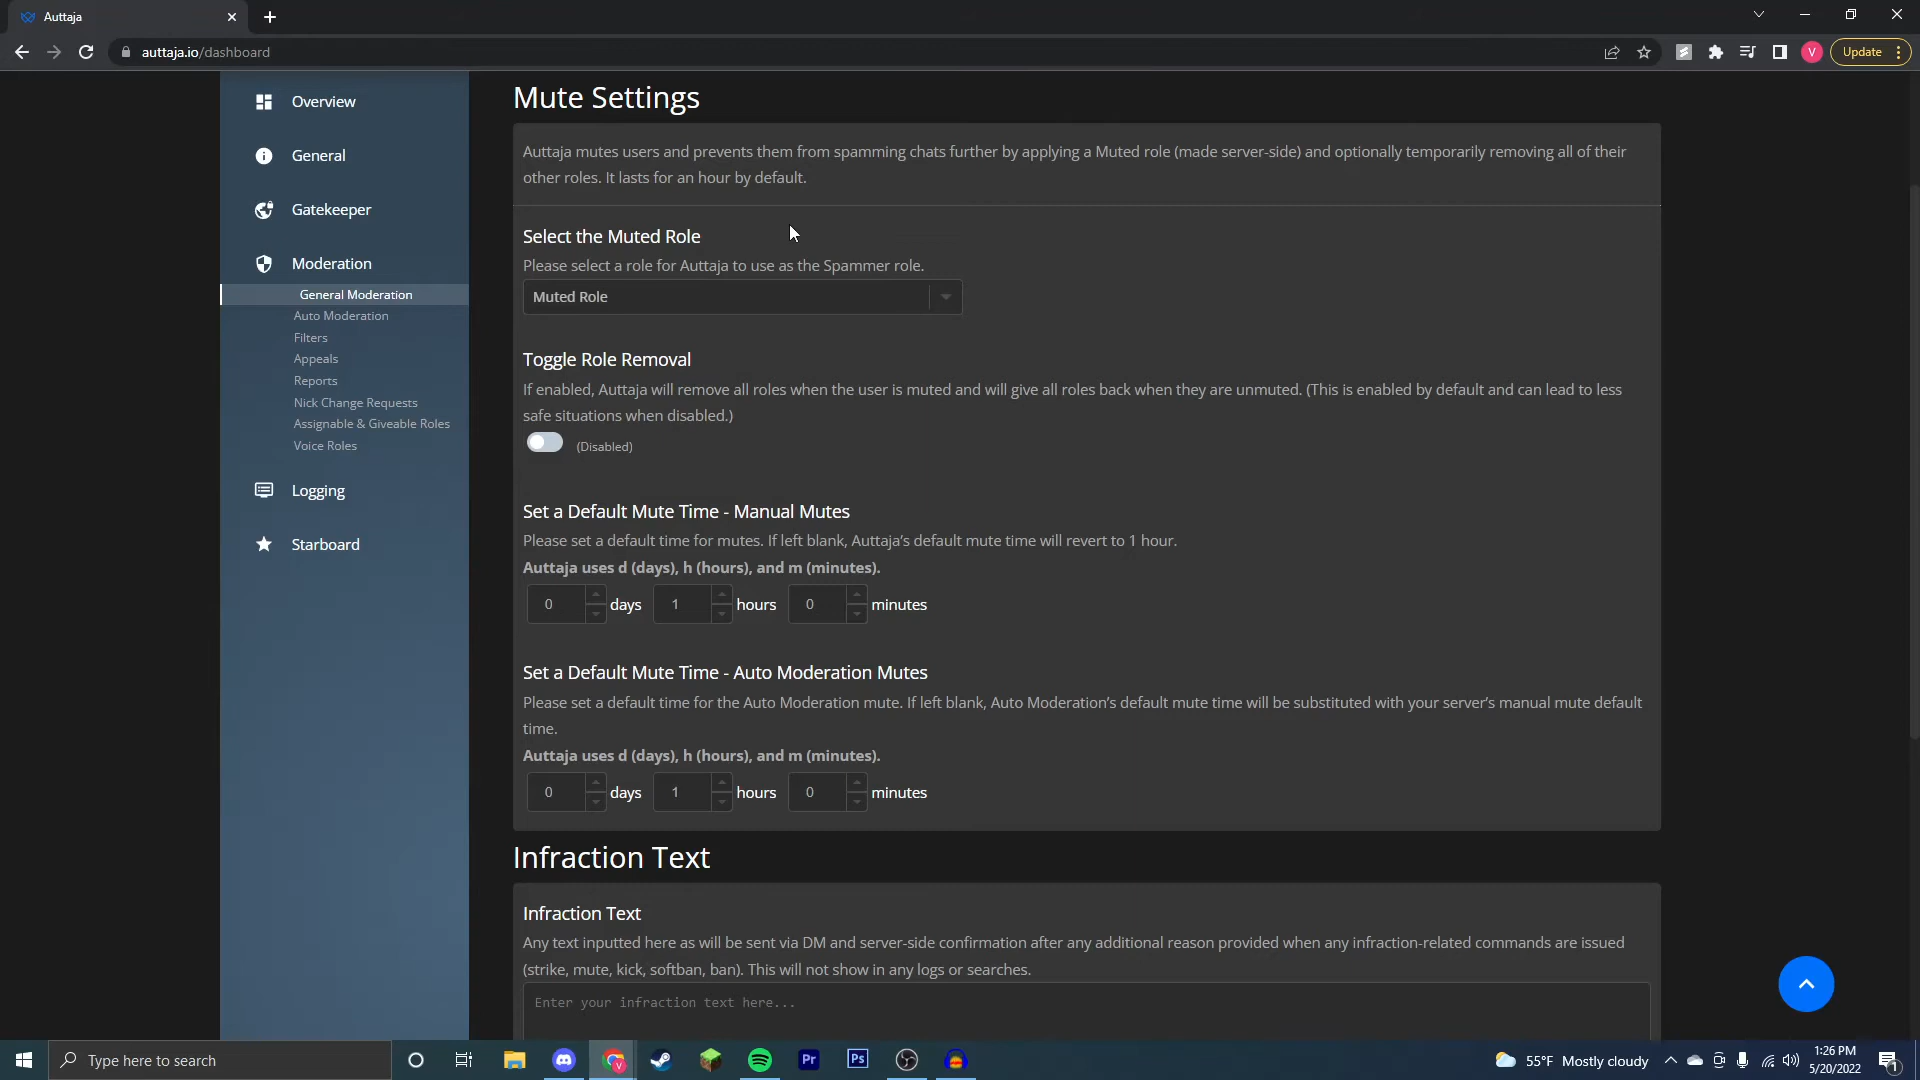 Auttaja
auttaja.io/dashboard
V
Update
Overview
General
Gatekeeper
Moderation
General Moderation
Auto Moderation
Filters
Appeals
Reports
Nick Change Requests
Assignable & Giveable Roles
Voice Roles
Logging
Starboard
Mute Settings
Auttaja mutes users and prevents them from spamming chats further by applying a Muted role (made server-side) and optionally temporarily removing all of their
other roles. It lasts for an hour by default.
Select the Muted Role
Please select a role for Auttaja to use as the Spammer role.
Muted Role
Toggle Role Removal
If enabled, Auttaja will remove all roles when the user is muted and will give all roles back when they are unmuted. (This is enabled by default and can lead to less
safe situations when disabled.)
(Disabled)
Set a Default Mute Time - Manual Mutes
Please set a default time for mutes. If left blank, Auttaja's default mute time will revert to 1 hour.
Auttaja uses d (days), h (hours), and m (minutes).
0 days 1 hours 0 minutes
Set a Default Mute Time - Auto Moderation Mutes
Please set a default time for the Auto Moderation mute. If left blank, Auto Moderation's default mute time will be substituted with your server's manual mute default
time.
Auttaja uses d (days), h (hours), and m (minutes).
0 days 1 hours 0 minutes
Infraction Text
Infraction Text
Any text inputted here as will be sent via DM and server-side confirmation after any additional reason provided when any infraction-related commands are issued
(strike, mute, kick, softban, ban). This will not show in any logs or searches.
Enter your infraction text here...
Type here to search
V
Pr
Ps
55°F Mostly cloudy
1:26 PM
5/20/2022
1